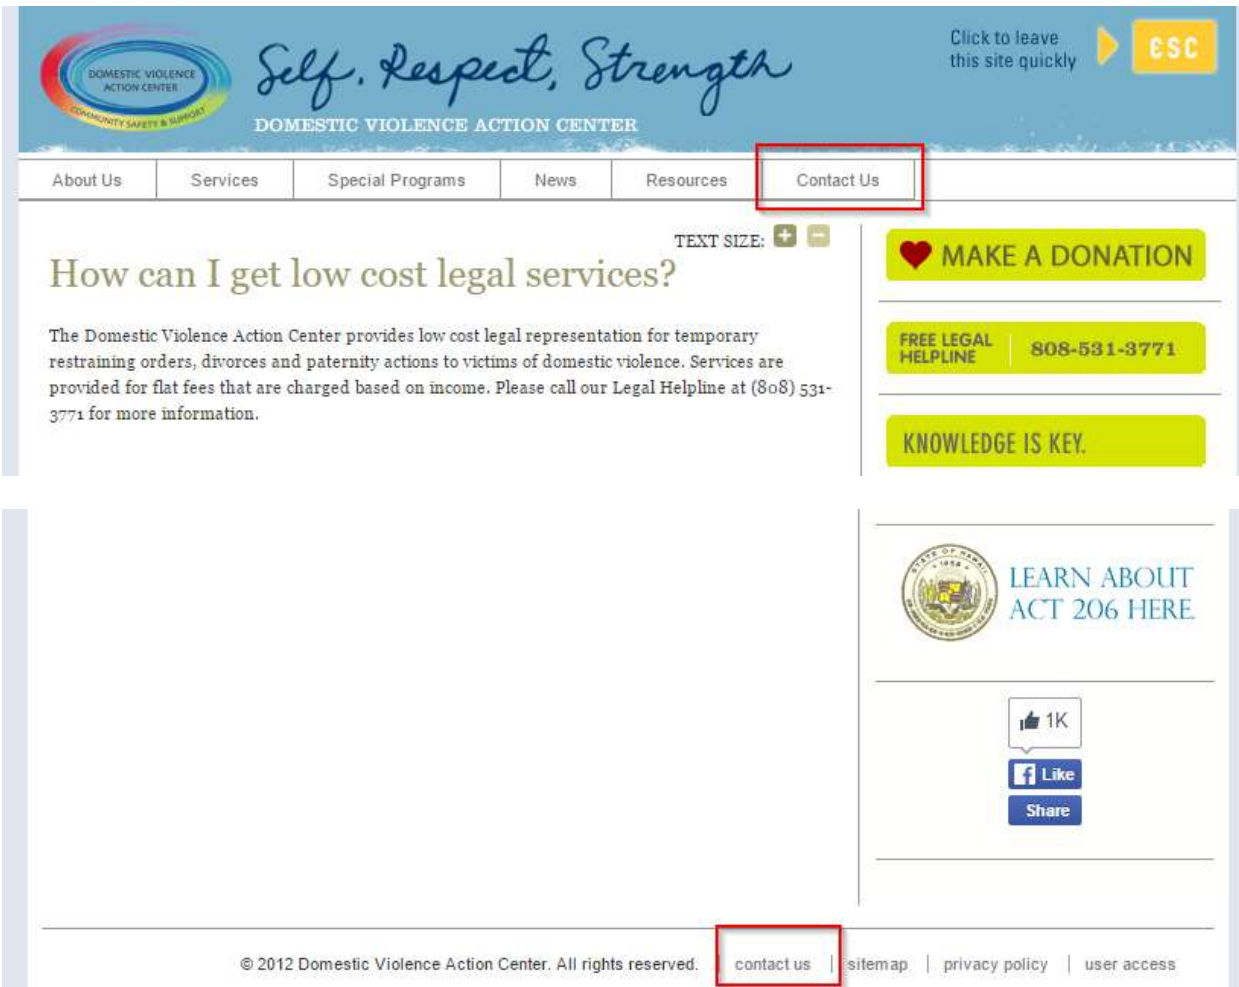 DOMESTIC VIOLENCE
ACTION CENTER
COMMUNITY SAFETY & SUPPORT
Self. Respect, Strength
DOMESTIC VIOLENCE ACTION CENTER
Click to leave
this site quickly
esc
About Us
Services
Special Programs
News
Resources
Contact Us
TEXT SIZE: + −
How can I get low cost legal services?
The Domestic Violence Action Center provides low cost legal representation for temporary
restraining orders, divorces and paternity actions to victims of domestic violence. Services are
provided for flat fees that are charged based on income. Please call our Legal Helpline at (808) 531-
3771 for more information.
MAKE A DONATION
FREE LEGAL
HELPLINE
808-531-3771
KNOWLEDGE IS KEY.
STATE OF HAWAII
1959
LEARN ABOUT
ACT 206 HERE.
1K
f Like
Share
© 2012 Domestic Violence Action Center. All rights reserved. | contact us | sitemap | privacy policy | user access